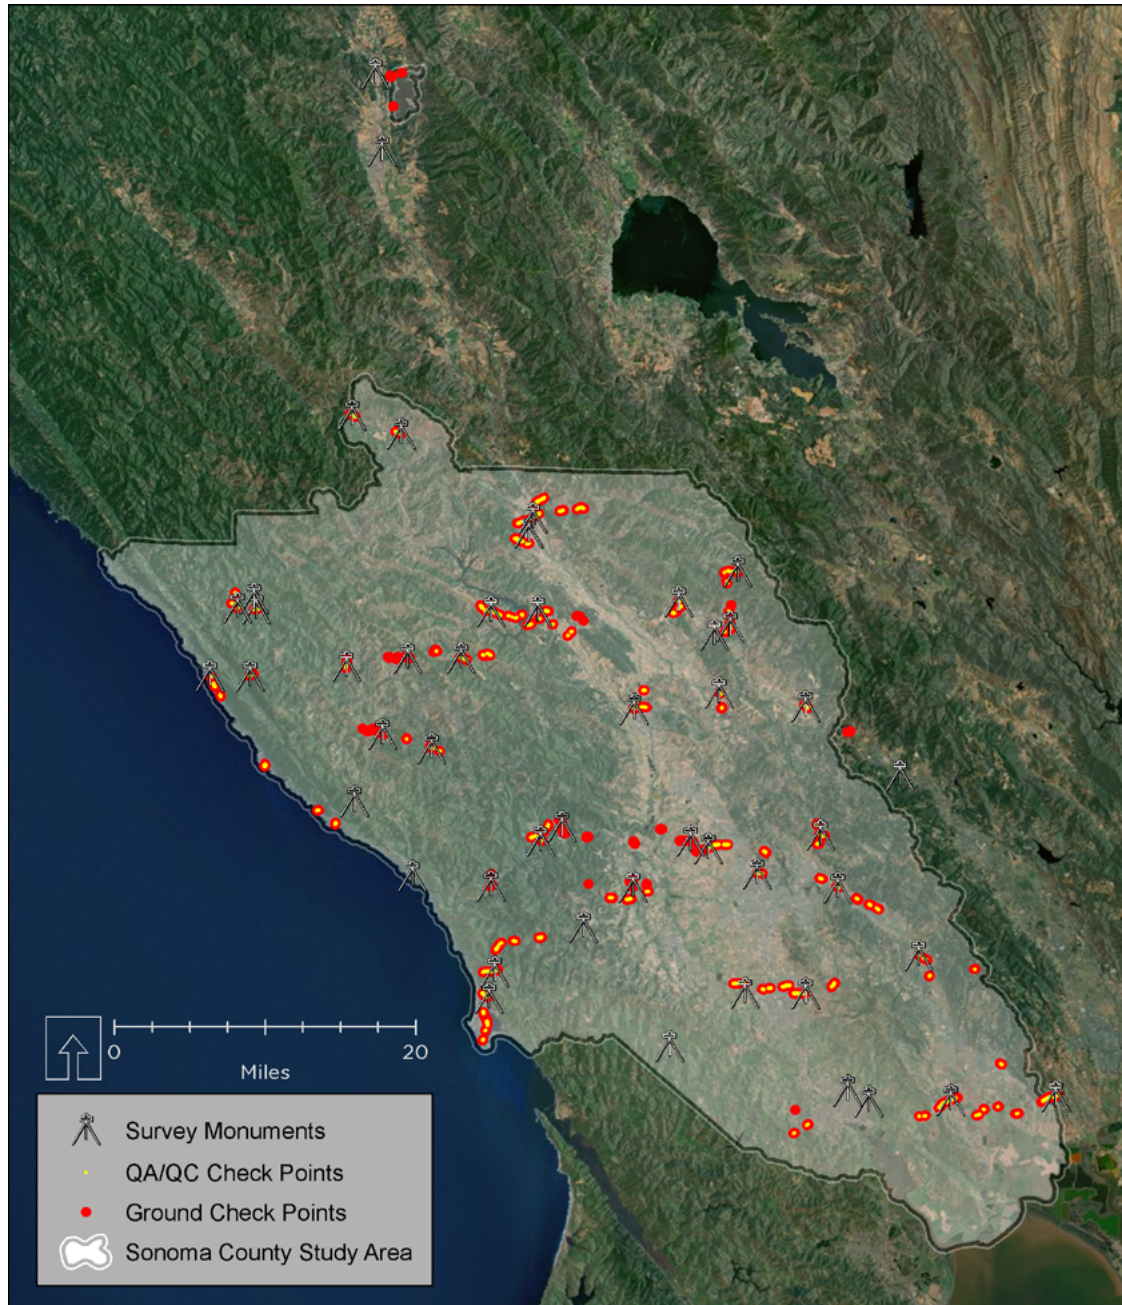 0
20
Miles
Survey Monuments
QA/QC Check Points
Ground Check Points
Sonoma County Study Area